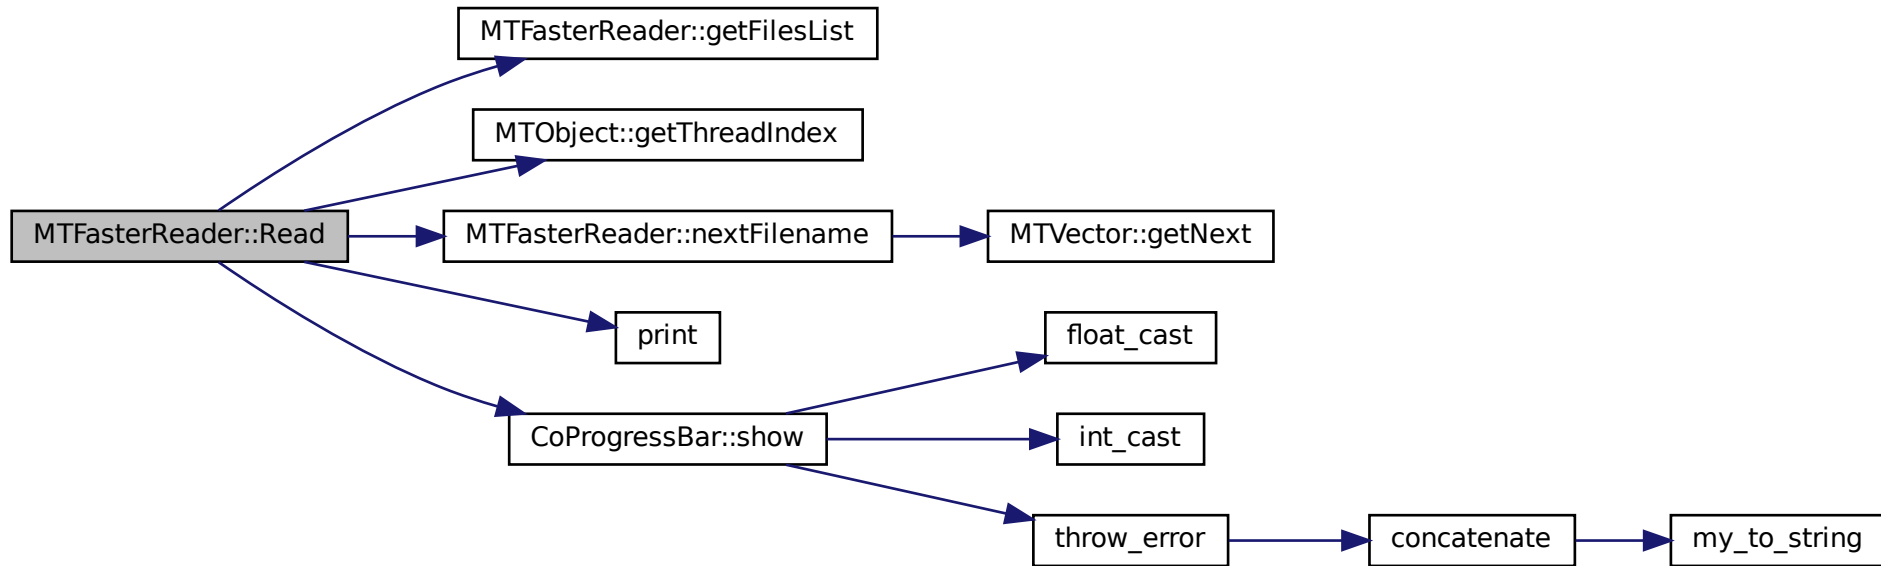 MTFasterReader::getFilesList
MTObject::getThreadIndex
MTFasterReader::Read
MTFasterReader::nextFilename
MTVector::getNext
print
float_cast
CoProgressBar::show
int_cast
throw_error
concatenate
my_to_string